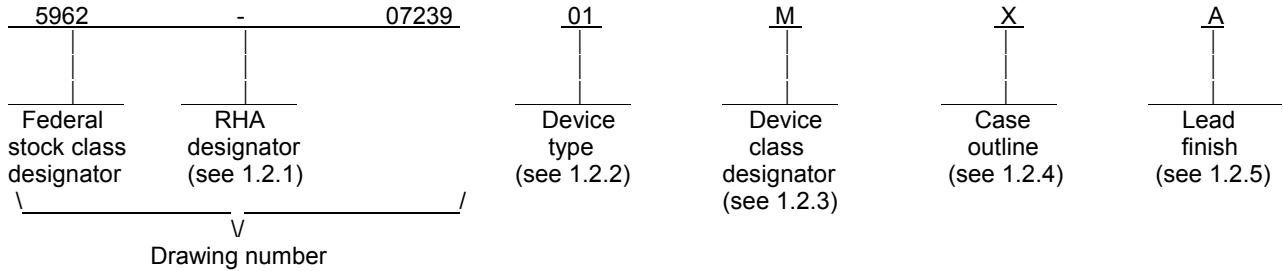 5962 - 07239 01 M X A
Federal stock class designator
RHA designator (see 1.2.1)
Device type (see 1.2.2)
Device class designator (see 1.2.3)
Case outline (see 1.2.4)
Lead finish (see 1.2.5)
Drawing number